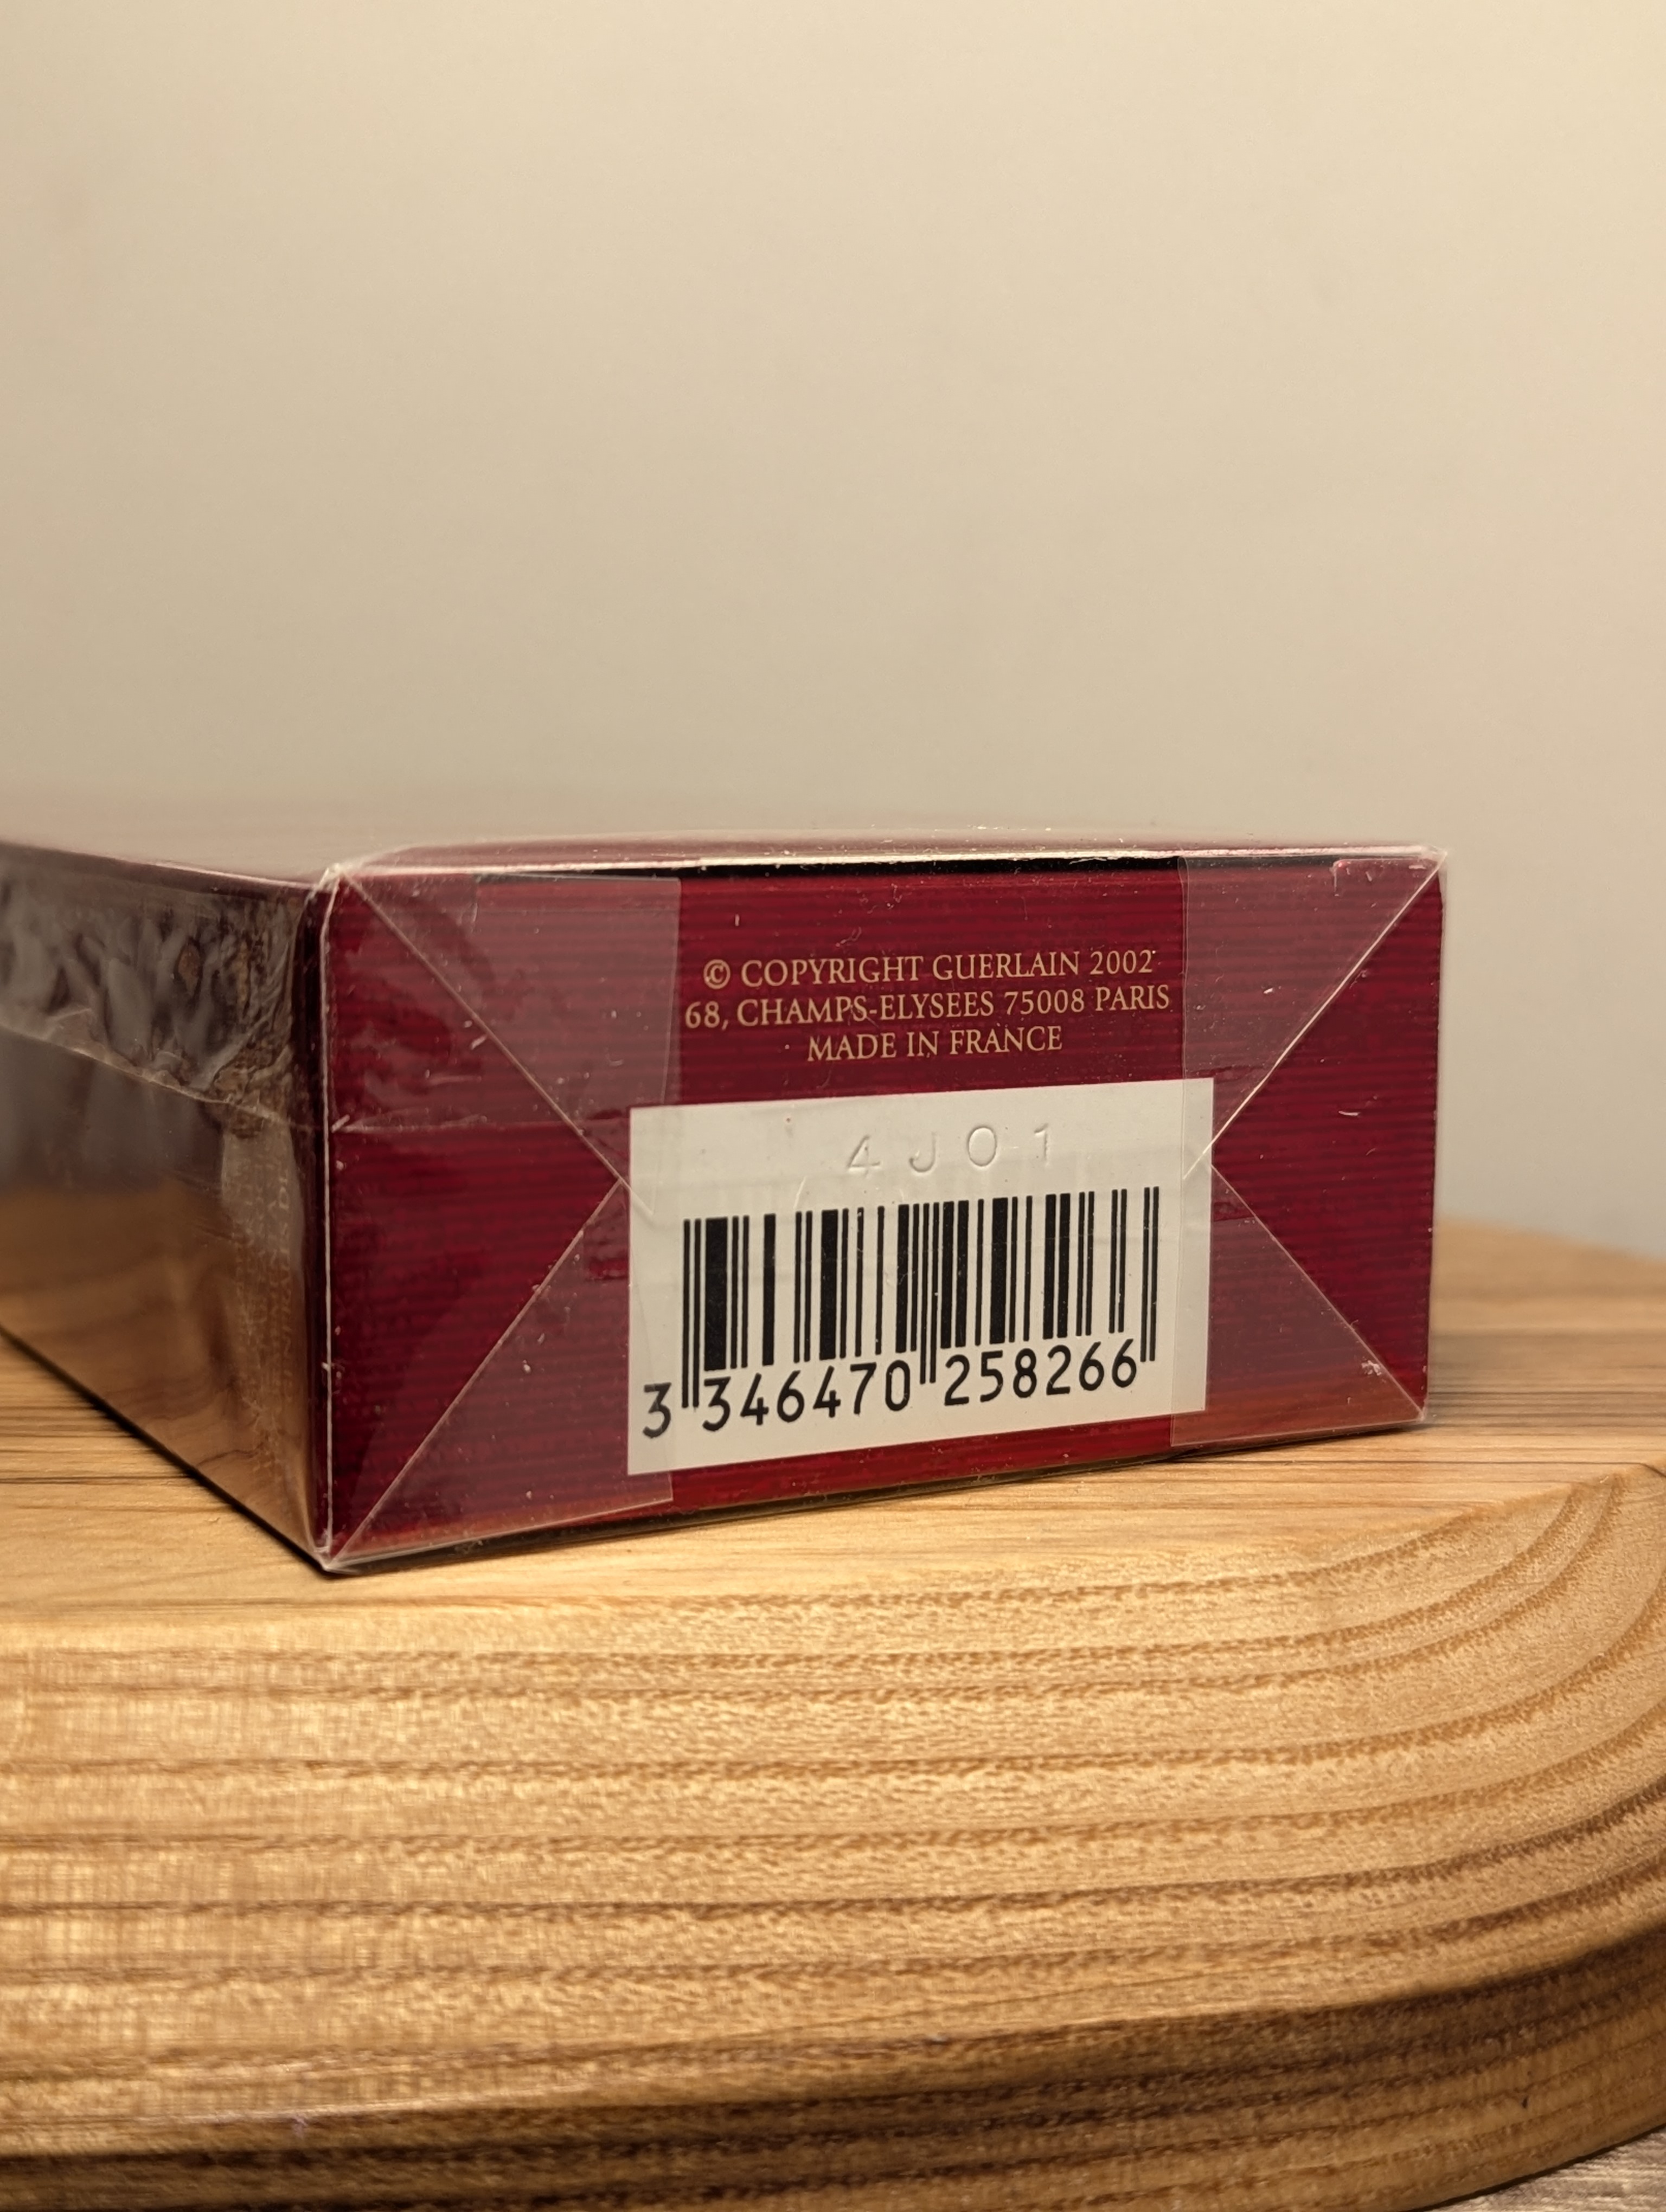 © COPYRIGHT GUERLAIN 2002
68, CHAMPS-ELYSEES 75008 PARIS
MADE IN FRANCE
4J01
3 346470 258266